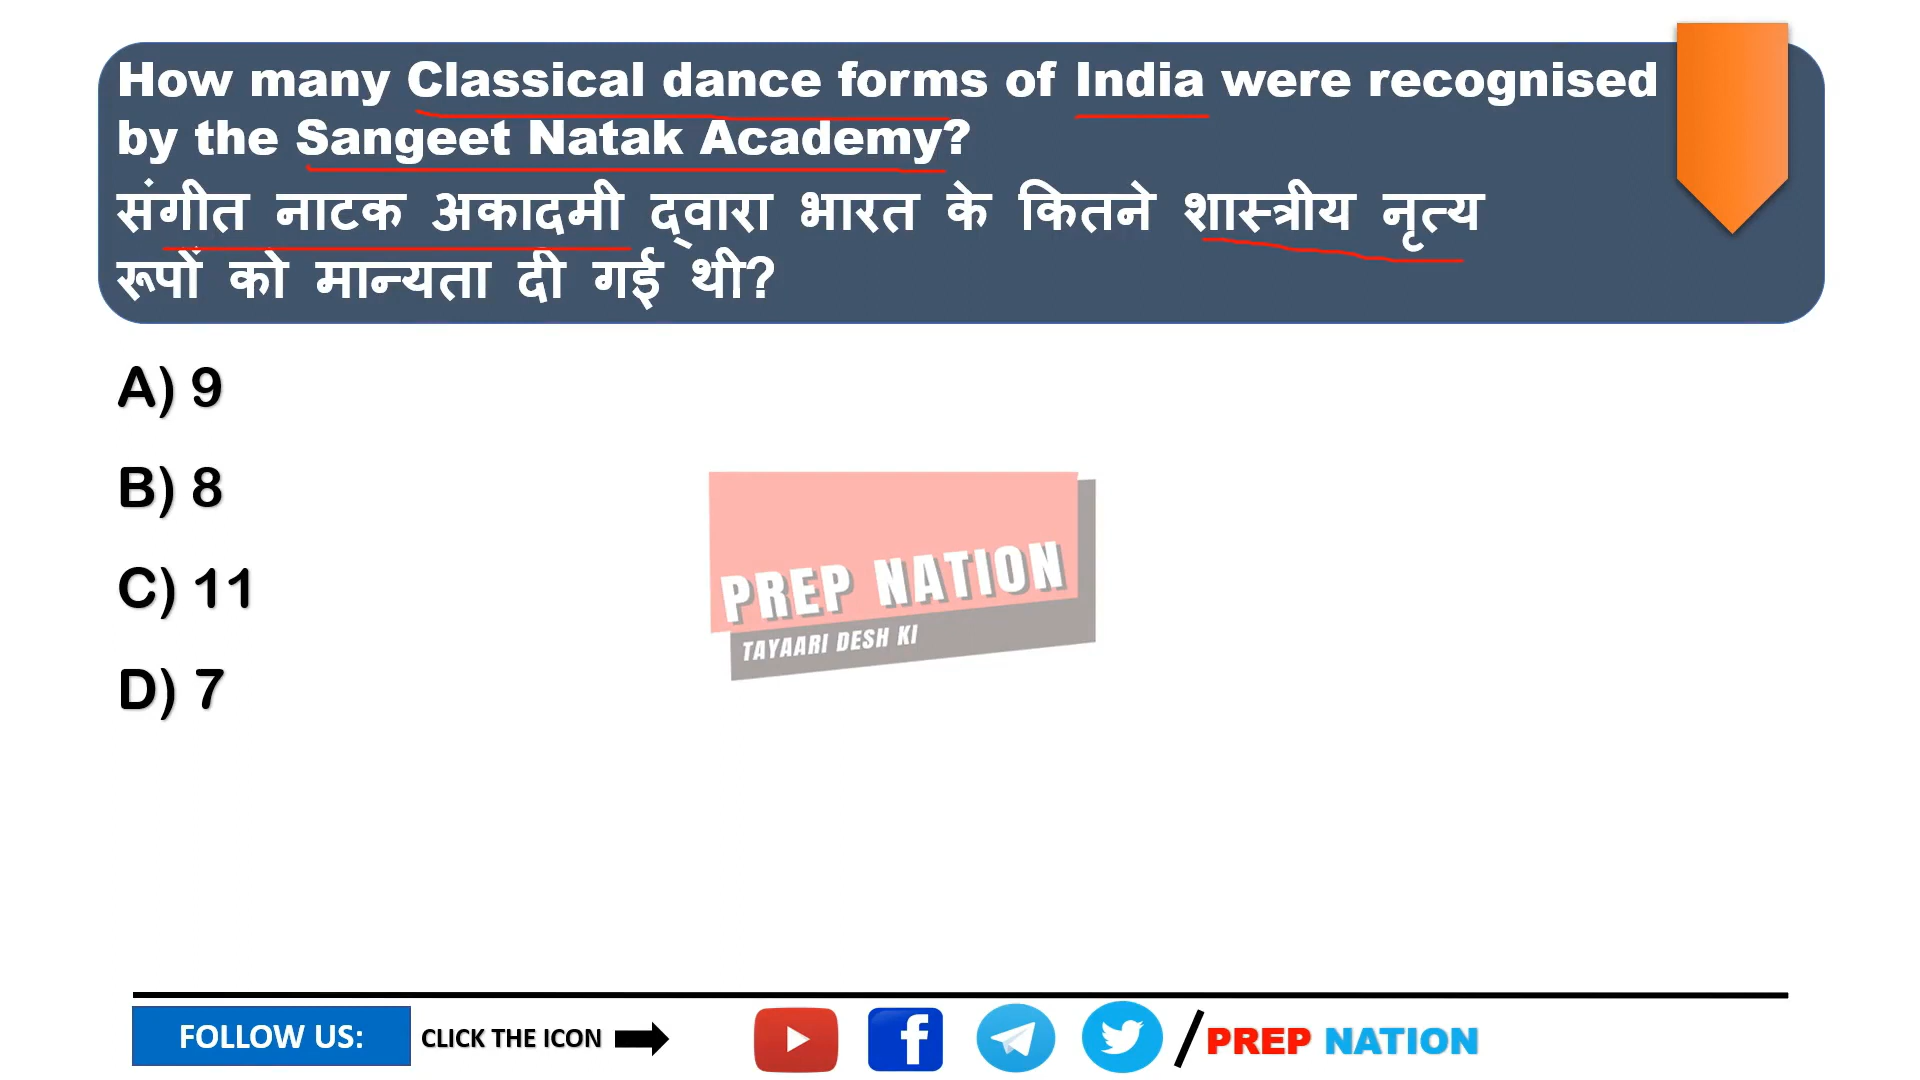 How many Classical dance forms of India were recognised
by the Sangeet Natak Academy?
संगीत नाटक अकादमी द्वारा भारत के कितने शास्त्रीय नृत्य
रूपों को मान्यता दी गई थी?
A) 9
B) 8
C) 11
D) 7
PREP NATION
TAYAARI DESH KI
FOLLOW US:
CLICK THE ICON
/PREP NATION